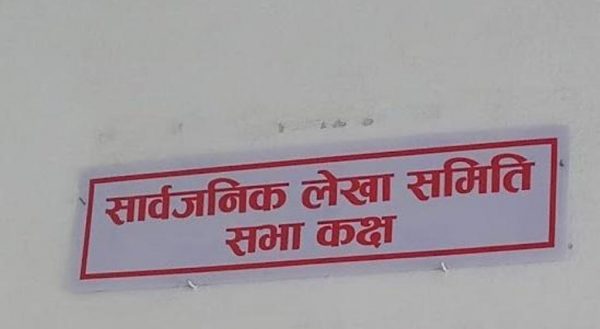 सार्वजनिक लेखा समिति
सभा कक्ष